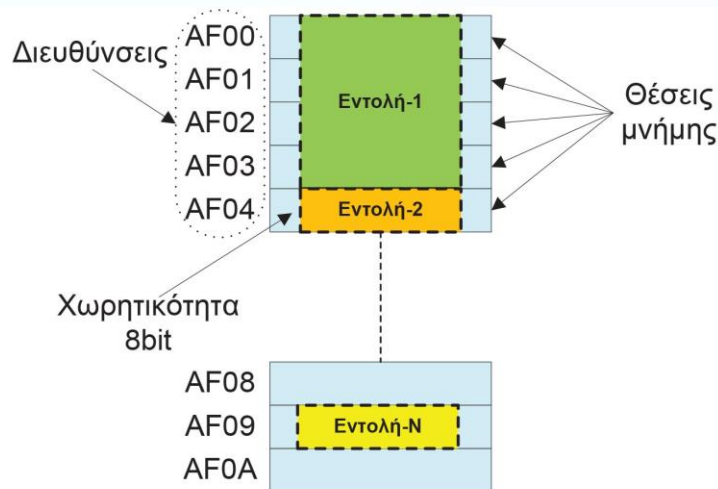 Διευθύνσεις
AF00
AF01
AF02
AF03
AF04
Εντολή-1
Εντολή-2
Θέσεις
μνήμης
Χωρητικότητα
8bit
AF08
AF09
AF0A
Εντολή-N